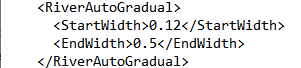 <RiverAutoGradual>
<StartWidth>0.12</StartWidth>
<EndWidth>0.5</EndWidth>
</RiverAutoGradual>